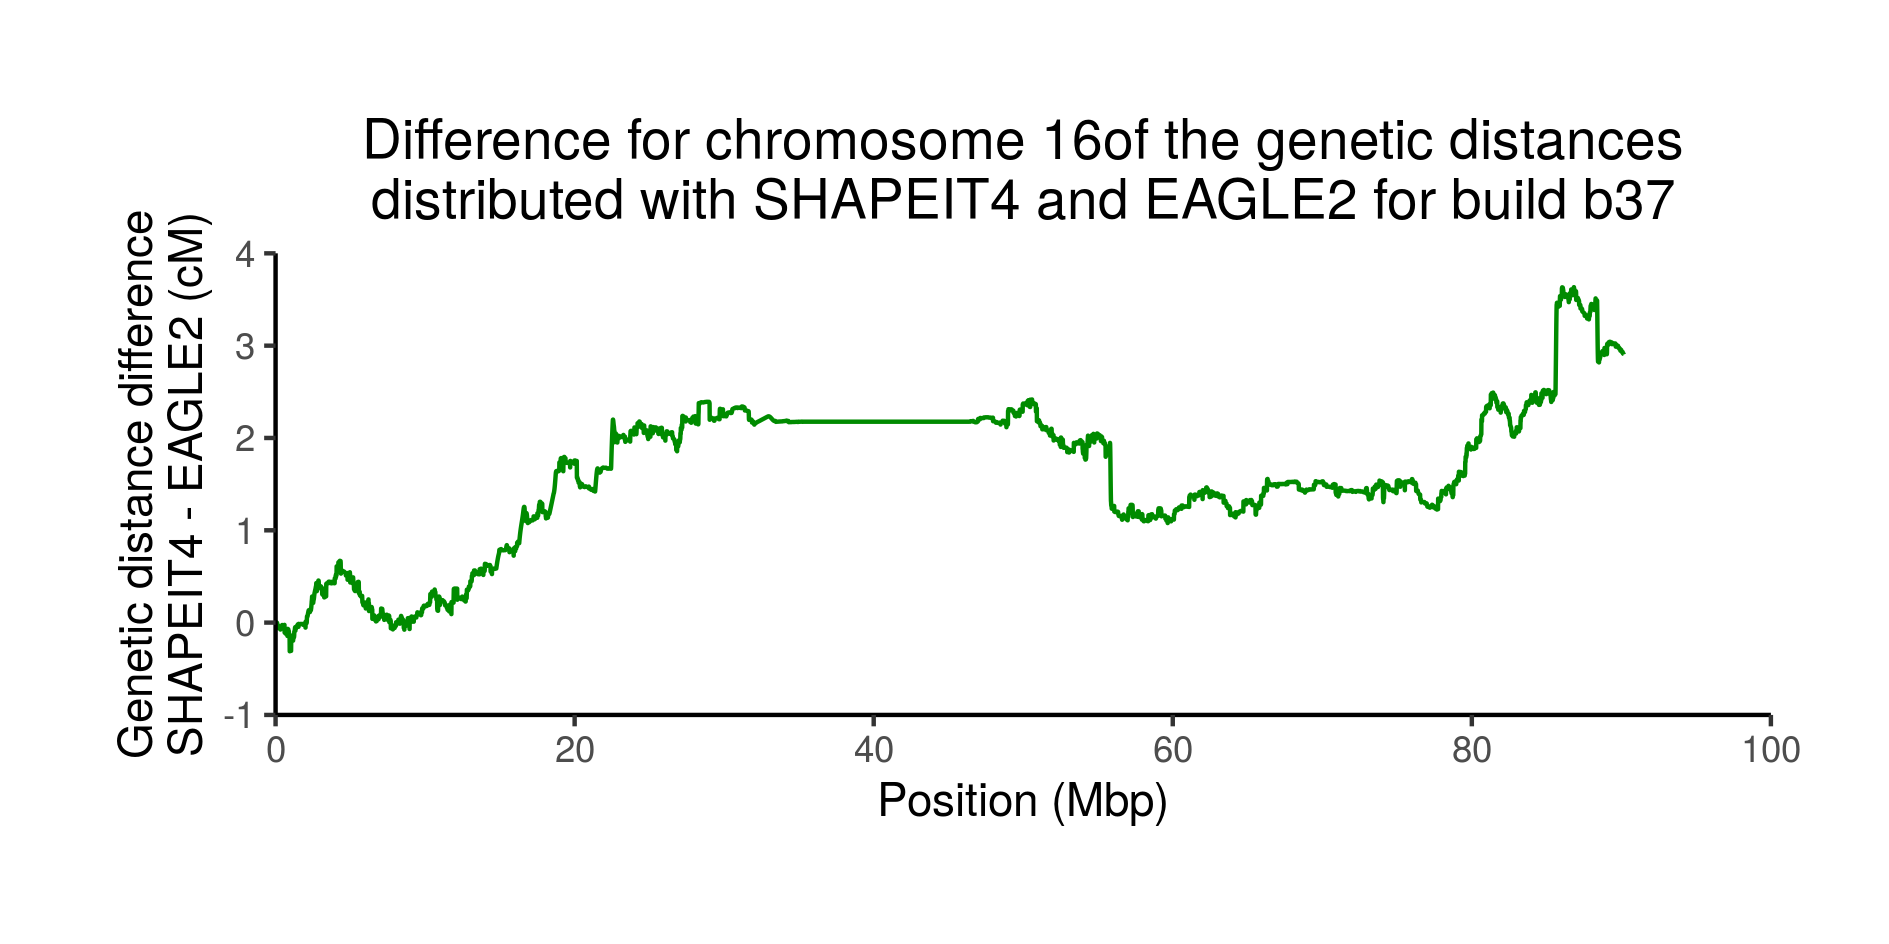 Difference for chromosome 16of the genetic distances
distributed with SHAPEIT4 and EAGLE2 for build b37
Genetic distance difference
SHAPEIT4 - EAGLE2 (cM)
4
3
2
1
0
-1
0 20 40 60 80 100
Position (Mbp)